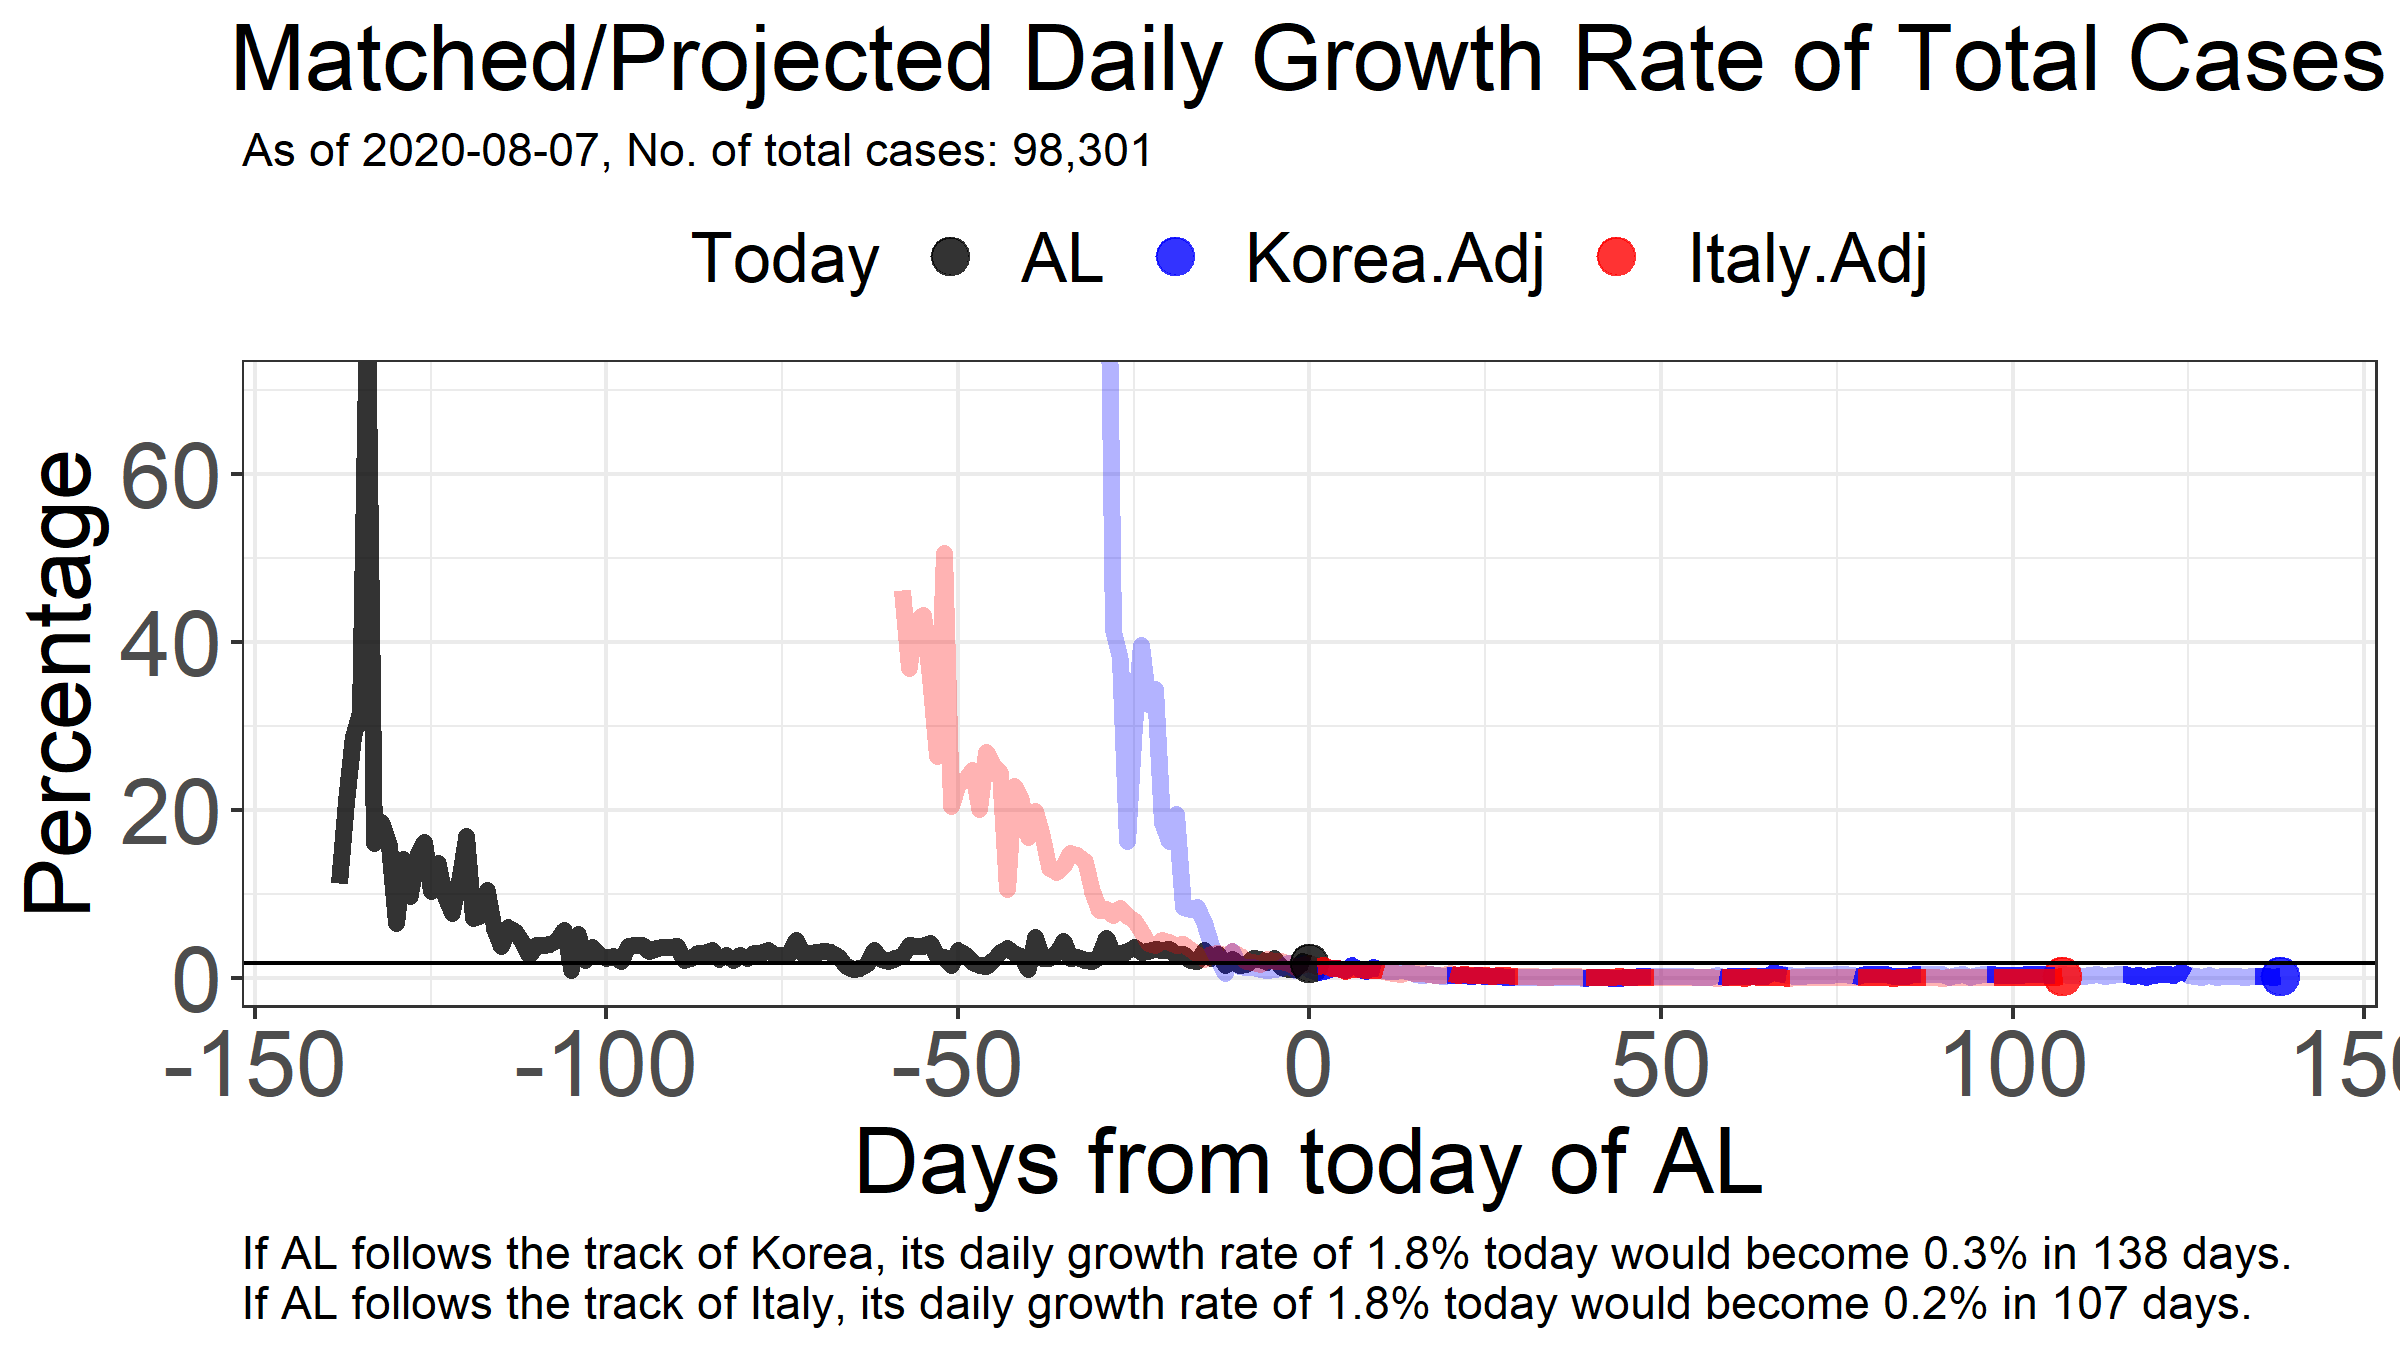 Matched/Projected Daily Growth Rate of Total Cases
As of 2020-08-07, No. of total cases: 98,301
Today AL Korea.Adj Italy.Adj
Percentage
60
40
20
0
-150 -100 -50 0 50 100 150
Days from today of AL
If AL follows the track of Korea, its daily growth rate of 1.8% today would become 0.3% in 138 days.
If AL follows the track of Italy, its daily growth rate of 1.8% today would become 0.2% in 107 days.